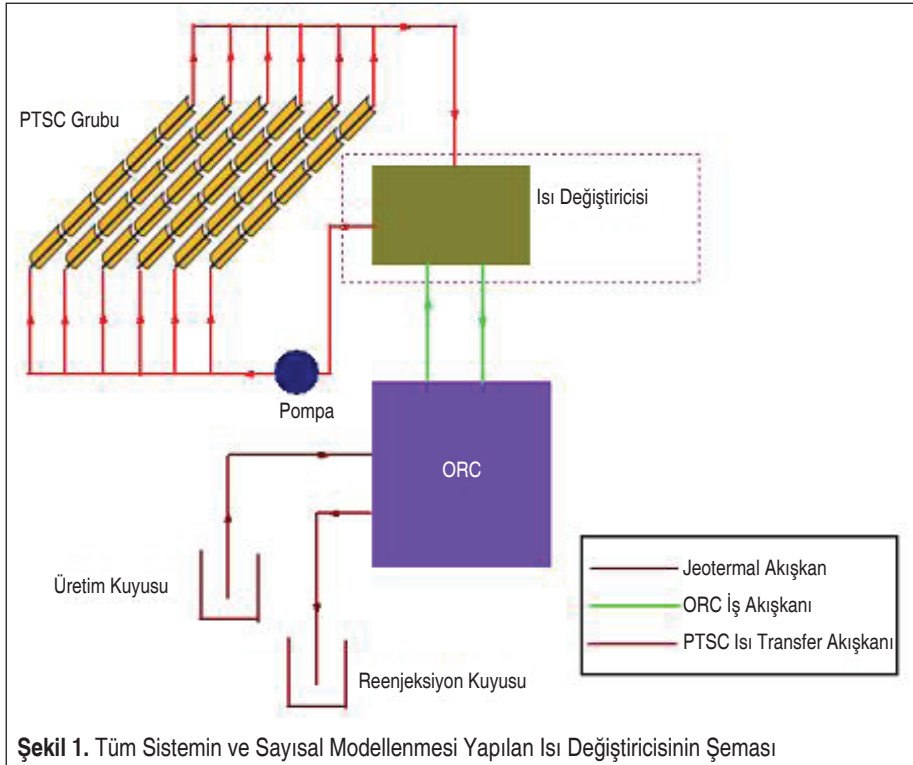 PTSC Grubu
Isı Değiştiricisi
Pompa
ORC
Üretim Kuyusu
Reenjeksiyon Kuyusu
Jeotermal Akışkan
ORC İş Akışkanı
PTSC Isı Transfer Akışkanı
Şekil 1. Tüm Sistemin ve Sayısal Modellenmesi Yapılan Isı Değiştiricisinin Şeması